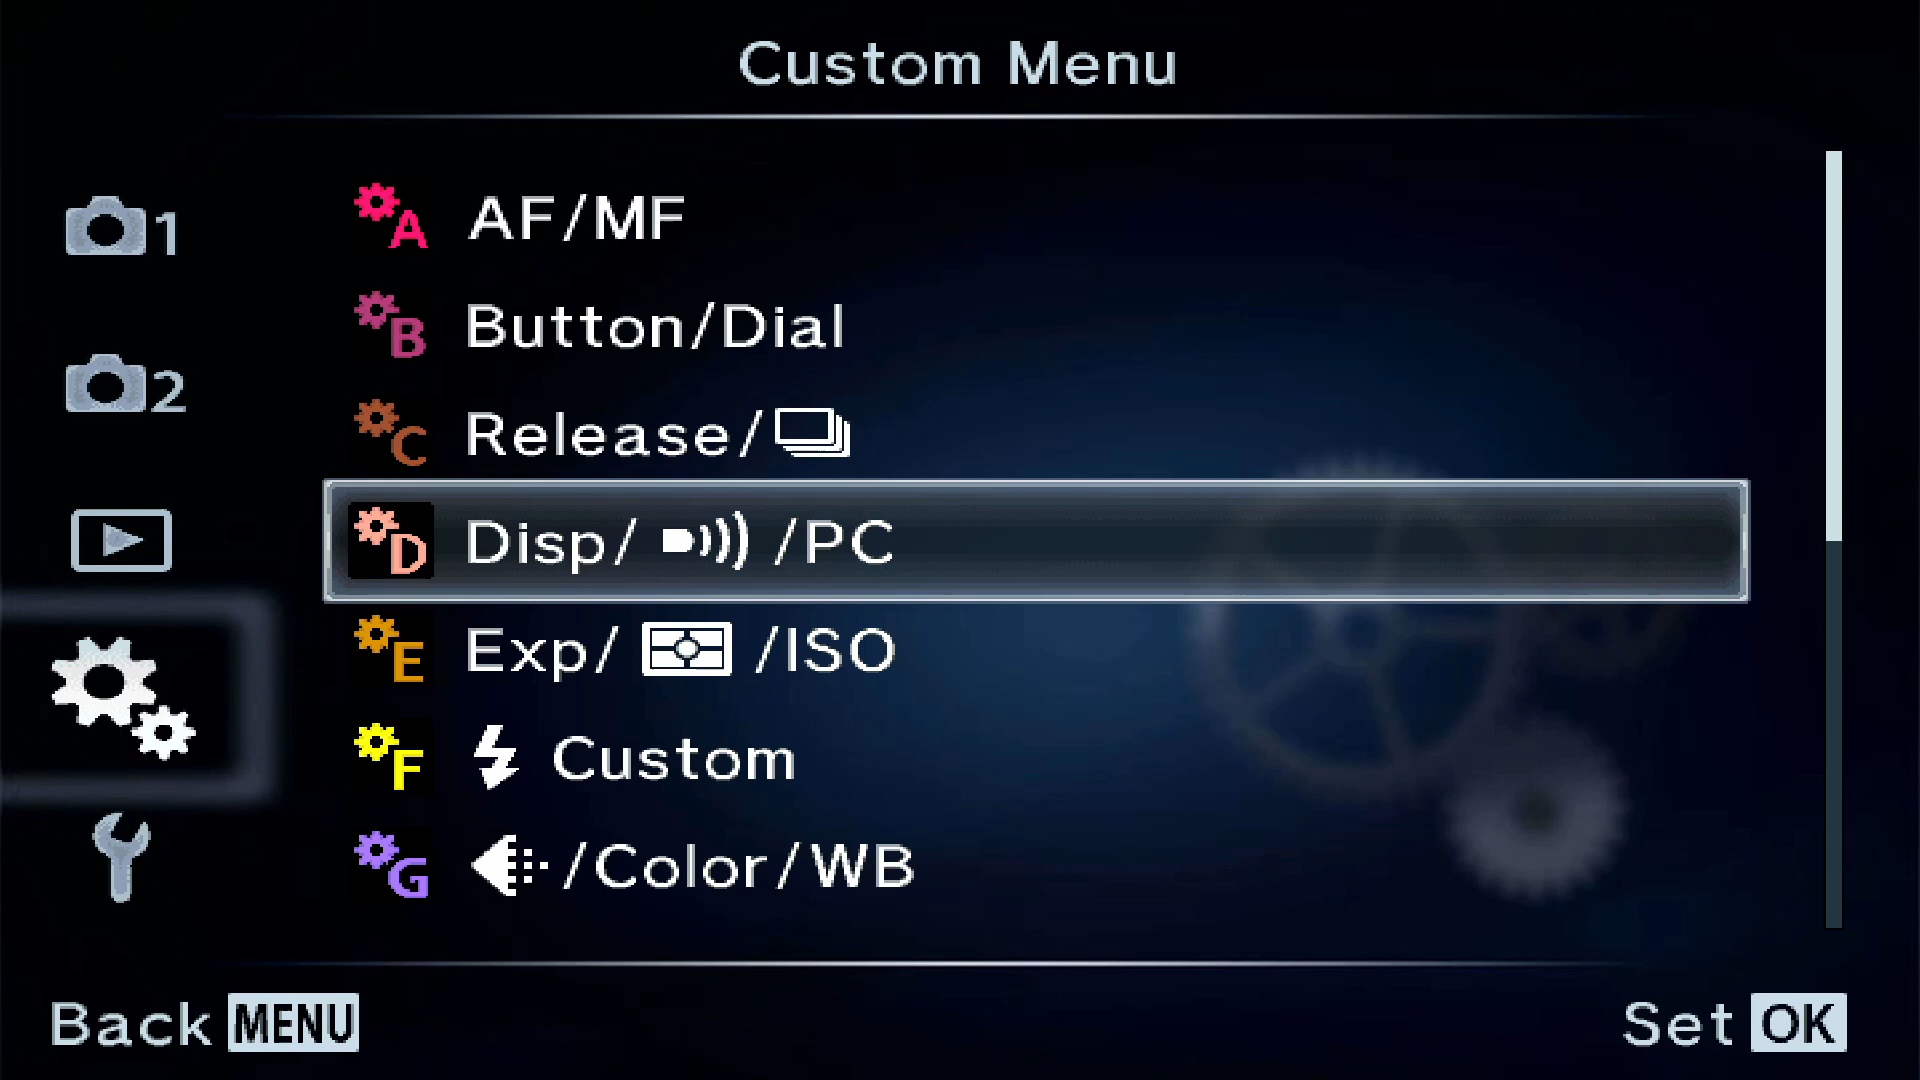 Custom Menu
1
A AF/MF
2
B Button/Dial
C Release/
D Disp/ /PC
E Exp/ /ISO
F Custom
G /Color/WB
Back MENU
Set OK